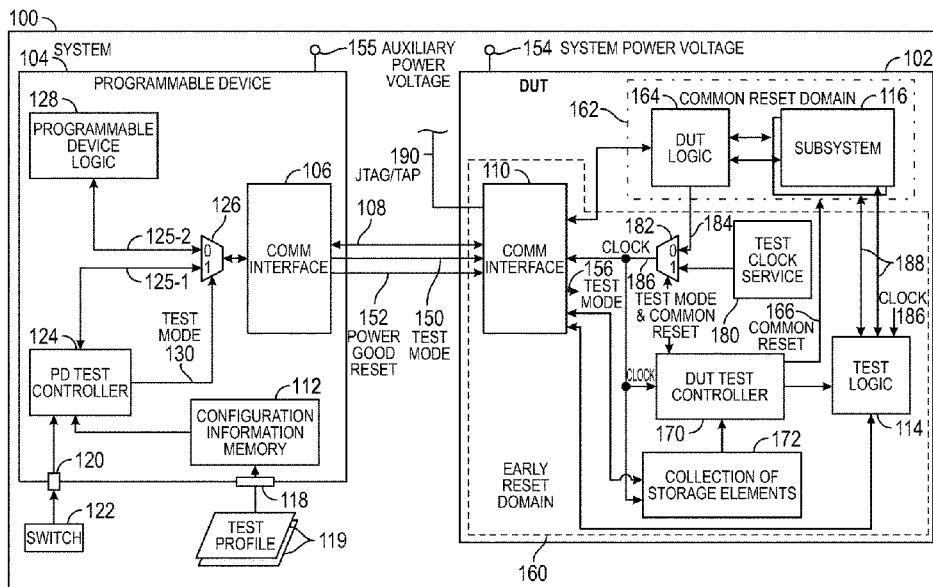 100
SYSTEM
104
PROGRAMMABLE DEVICE
155 AUXILIARY
POWER
VOLTAGE
154 SYSTEM POWER VOLTAGE
102
DUT
128
PROGRAMMABLE
DEVICE
LOGIC
126
0
1
125-2
125-1
106
COMM
INTERFACE
TEST
MODE
130
124
PD TEST
CONTROLLER
112
CONFIGURATION
INFORMATION
MEMORY
120
122
SWITCH
118
TEST
PROFILE
119
190
JTAG/TAP
108
152
POWER
GOOD
RESET
150
TEST
MODE
110
COMM
INTERFACE
162
164
COMMON RESET DOMAIN
116
DUT
LOGIC
SUBSYSTEM
182
184
0
1
CLOCK
186
156
TEST
MODE
TEST
CLOCK
SERVICE
TEST MODE
& COMMON
RESET
180
166
COMMON
RESET
188
CLOCK
186
CLOCK
DUT TEST
CONTROLLER
170
TEST
LOGIC
114
172
COLLECTION OF
STORAGE ELEMENTS
EARLY
RESET
DOMAIN
160